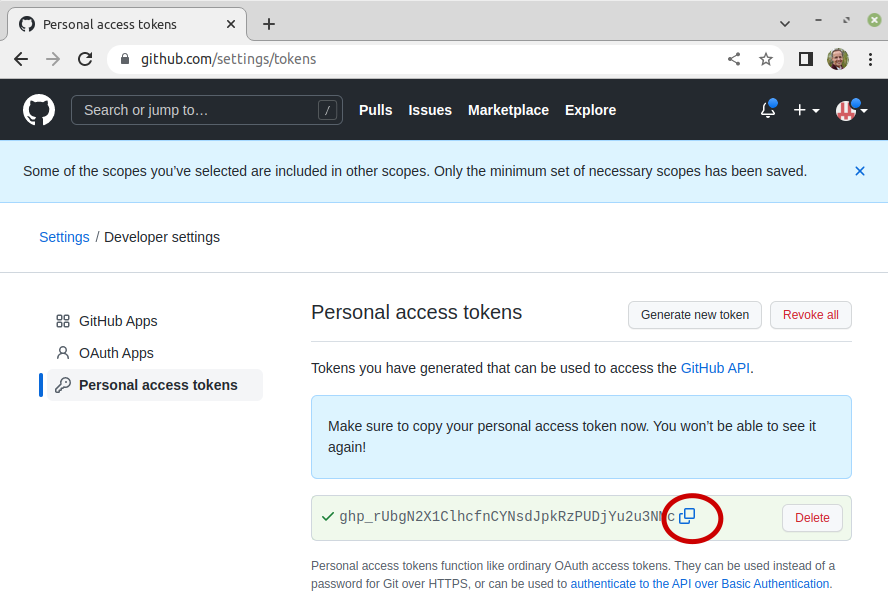 Personal access tokens
github.com/settings/tokens
Search or jump to… / Pulls Issues Marketplace Explore
Some of the scopes you’ve selected are included in other scopes. Only the minimum set of necessary scopes has been saved.
Settings / Developer settings
GitHub Apps
OAuth Apps
Personal access tokens
Personal access tokens Generate new token Revoke all
Tokens you have generated that can be used to access the GitHub API.
Make sure to copy your personal access token now. You won’t be able to see it
again!
Delete
Personal access tokens function like ordinary OAuth access tokens. They can be used instead of a
password for Git over HTTPS, or can be used to authenticate to the API over Basic Authentication.